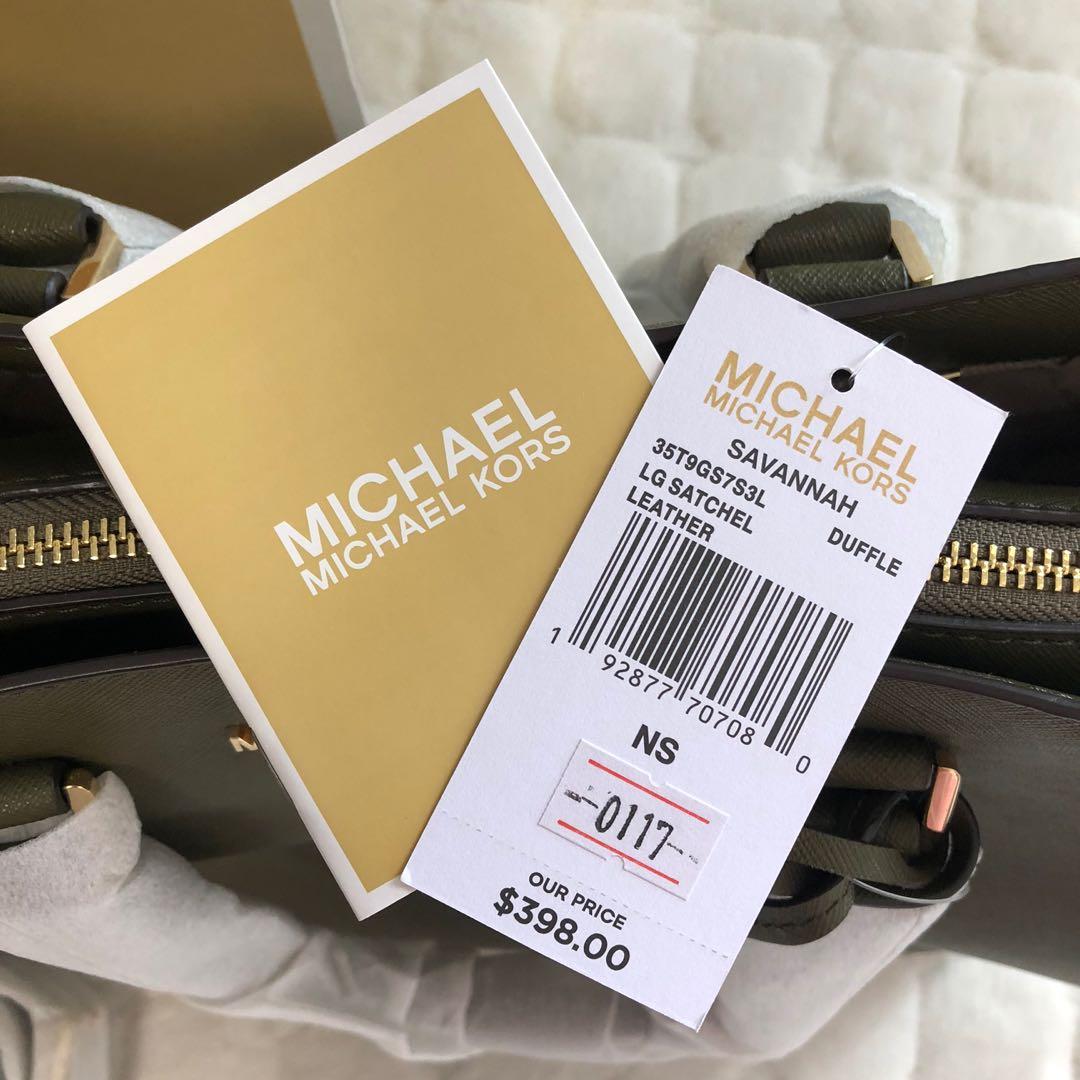 MICHAEL
MICHAEL KORS
MICHAEL
MICHAEL KORS
SAVANNAH
35T9GS7S3L
LG SATCHEL DUFFLE
LEATHER
1 92877 70708 0
NS
0117
OUR PRICE
$398.00